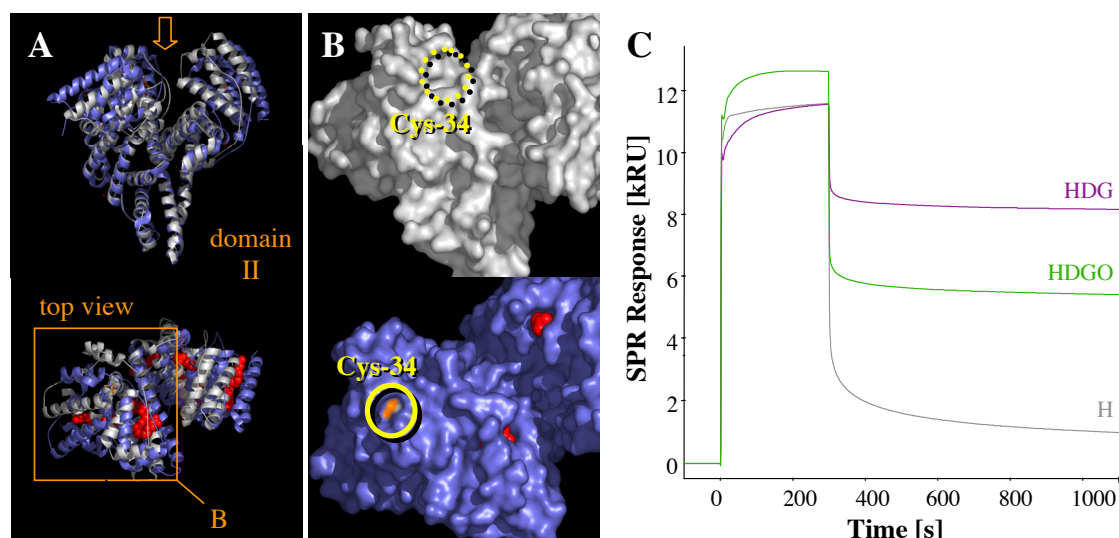 A
domain
II
top view
B
B
Cys-34
Cys-34
C
SPR Response [kRU]
12
10
8
6
4
2
0
HDG
HDGO
H
0
200
400
600
800
1000
Time [s]